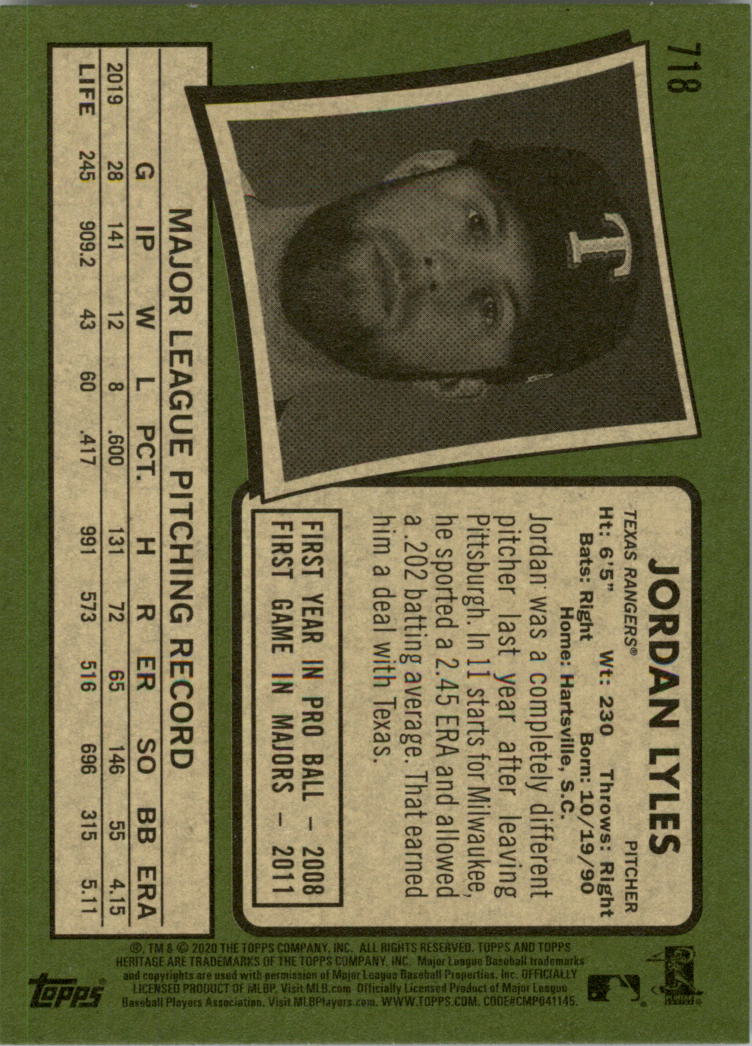 718
T
JORDAN LYLES
TEXAS RANGERS® PITCHER
Ht: 6'5" Wt: 230 Throws: Right
Bats: Right Born: 10/19/90
Home: Hartsville, S.C.
Jordan was a completely different
pitcher last year after leaving
Pittsburgh. In 11 starts for Milwaukee,
he sported a 2.45 ERA and allowed
a .202 batting average. That earned
him a deal with Texas.
FIRST YEAR IN PRO BALL – 2008
FIRST GAME IN MAJORS – 2011
MAJOR LEAGUE PITCHING RECORD
G IP W L PCT. H R ER SO BB ERA
2019 28 141 12 8 .600 131 72 65 146 55 4.15
LIFE 245 909.2 43 60 .417 991 573 516 696 315 5.11
®, TM & © 2020 THE TOPPS COMPANY, INC. ALL RIGHTS RESERVED. TOPPS AND TOPPS
HERITAGE ARE TRADEMARKS OF THE TOPPS COMPANY, INC. Major League Baseball trademarks
and copyrights are used with permission of Major League Baseball Properties, Inc. OFFICIALLY
LICENSED PRODUCT OF MLBP. Visit MLB.com Officially Licensed Product of Major League
Baseball Players Association. Visit MLBPlayers.com. WWW.TOPPS.COM. CODE#CMP041145.
topps